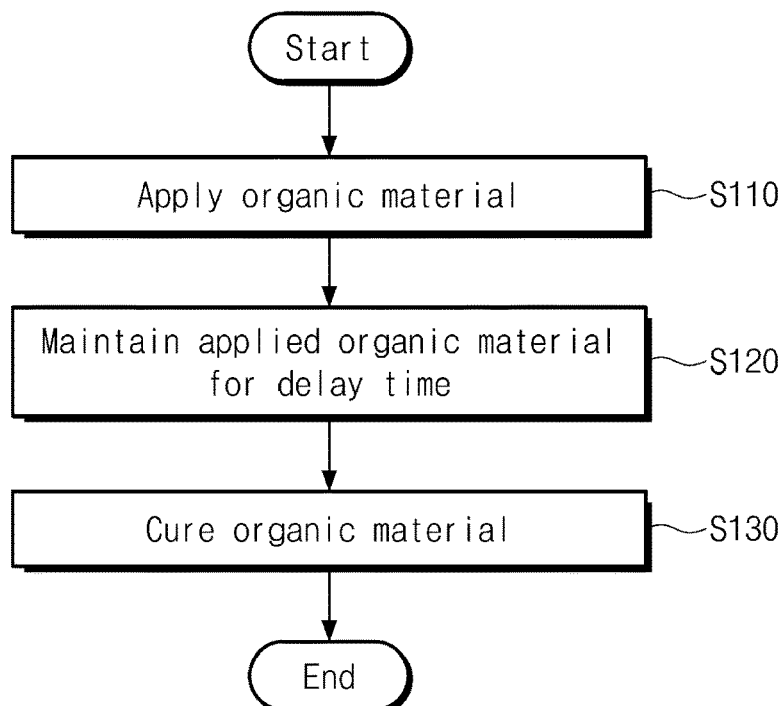 Start
Apply organic material
S110
Maintain applied organic material
for delay time
S120
Cure organic material
S130
End